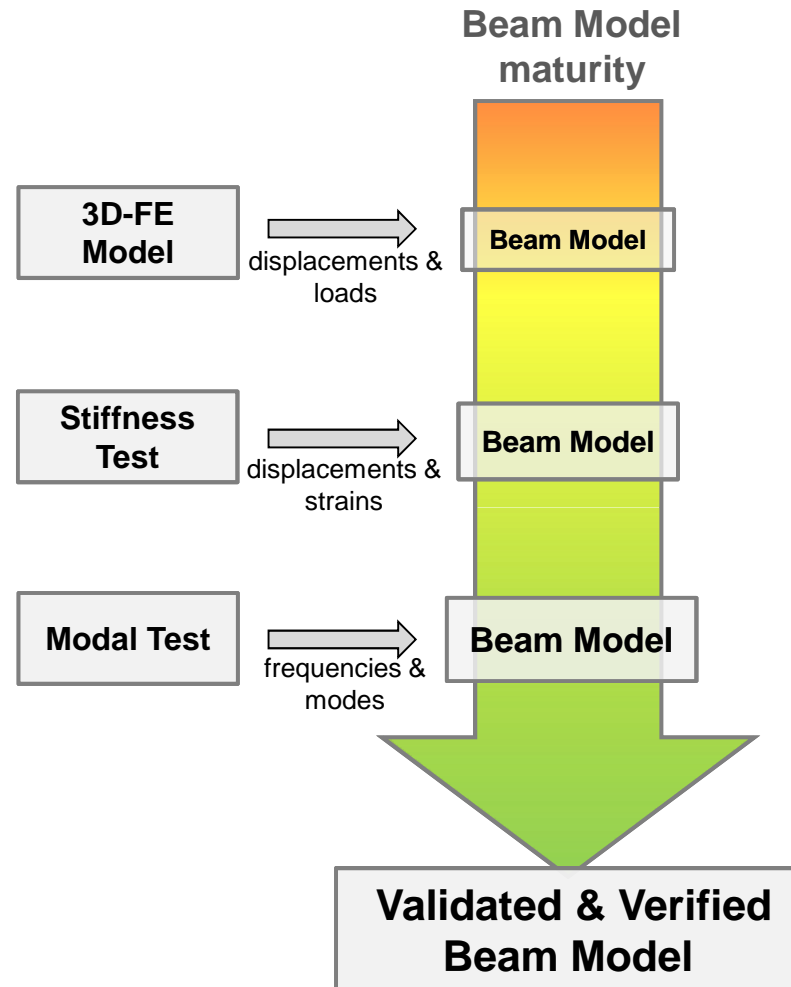 Beam Model
maturity
3D-FE
Model
displacements &
loads
Beam Model
Stiffness
Test
displacements &
strains
Beam Model
Modal Test
frequencies &
modes
Beam Model
Validated & Verified
Beam Model